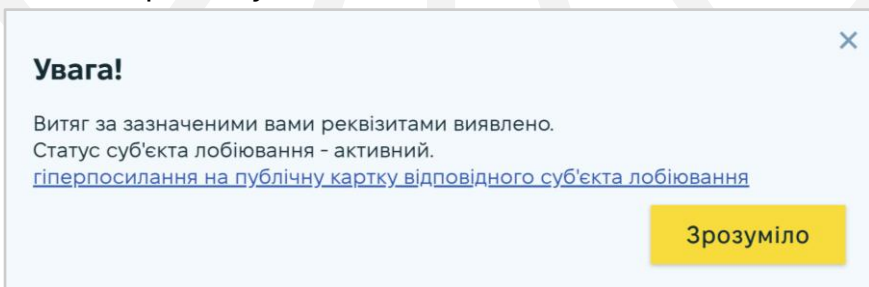 Увага!
Витяг за зазначеними вами реквізитами виявлено.
Статус суб'єкта лобіювання - активний.
гіперпосилання на публічну картку відповідного суб'єкта лобіювання
Зрозуміло